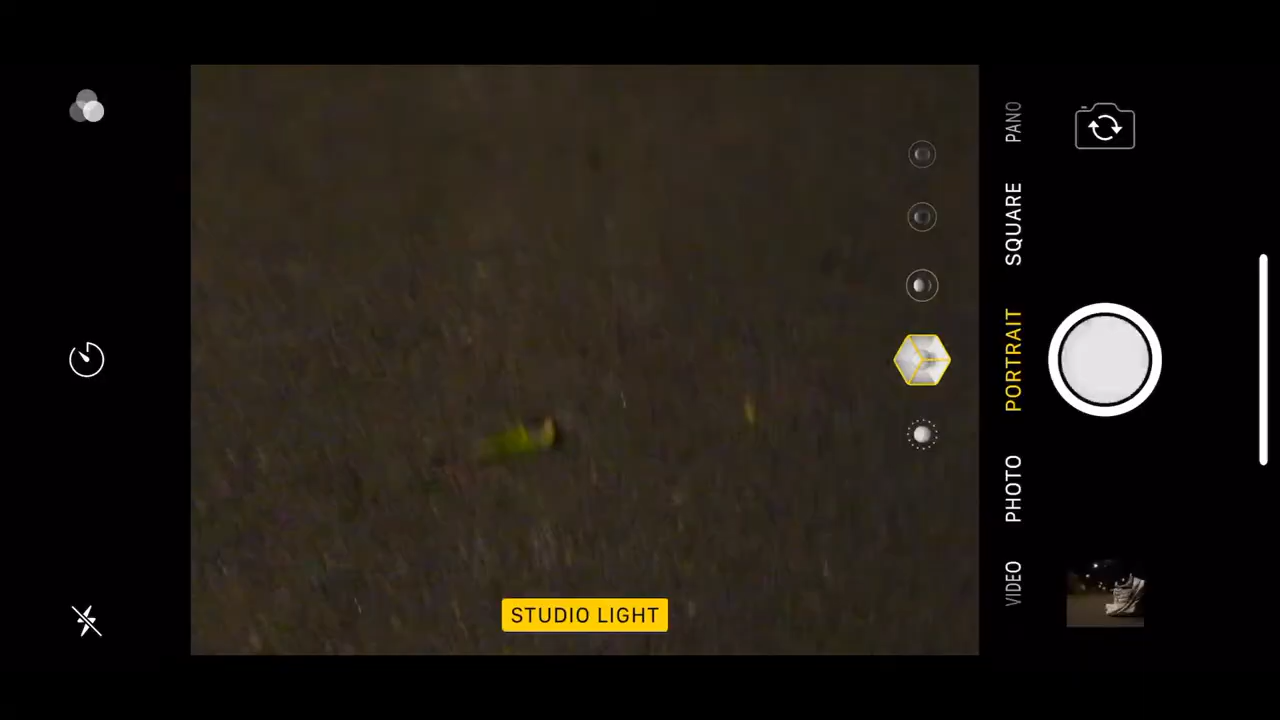 PANO
SQUARE
PORTRAIT
PHOTO
VIDEO
STUDIO LIGHT